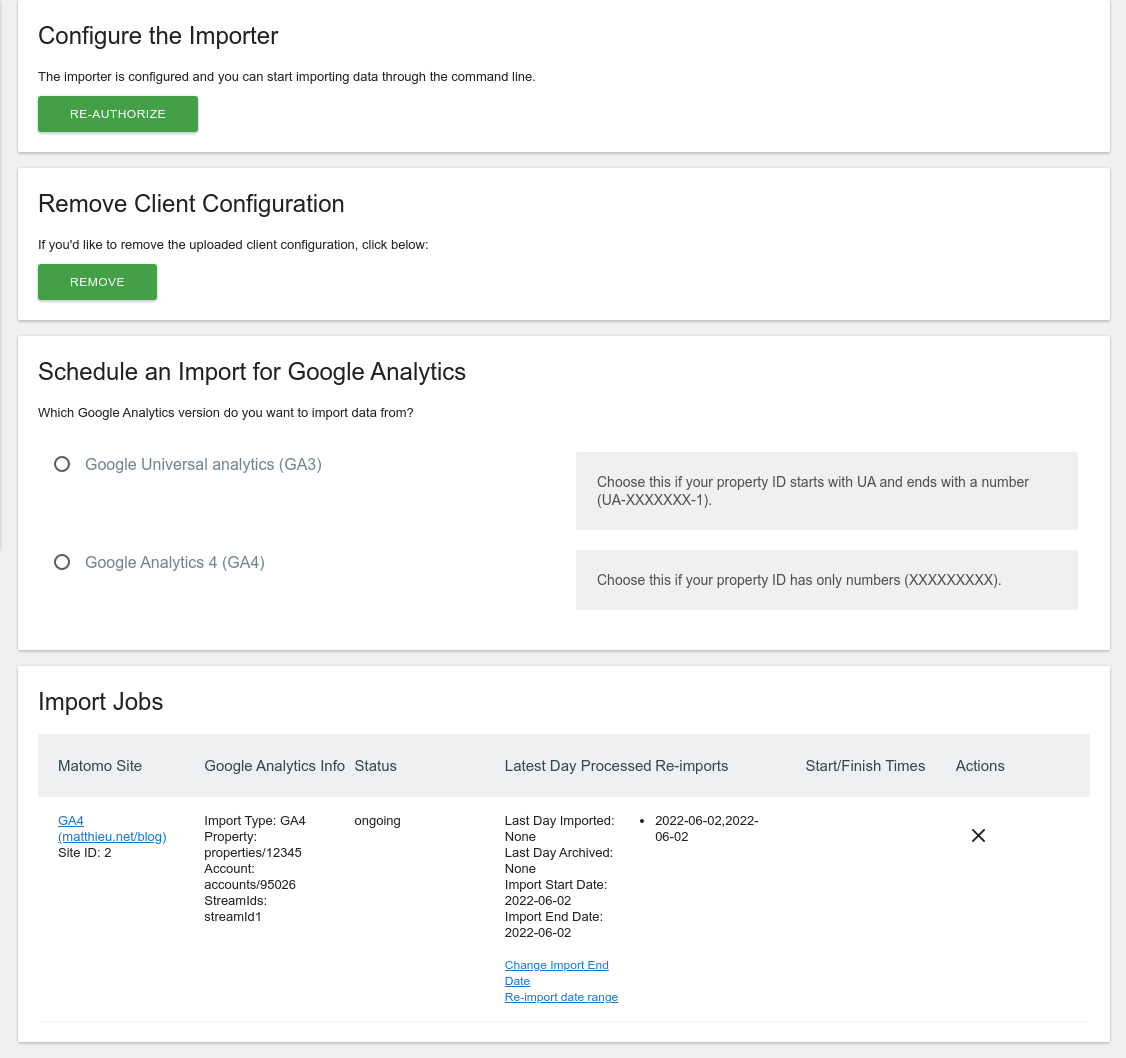 Configure the Importer
The importer is configured and you can start importing data through the command line.
RE-AUTHORIZE
Remove Client Configuration
If you'd like to remove the uploaded client configuration, click below:
REMOVE
Schedule an Import for Google Analytics
Which Google Analytics version do you want to import data from?
Google Universal analytics (GA3)
Choose this if your property ID starts with UA and ends with a number
(UA-XXXXXXX-1).
Google Analytics 4 (GA4)
Choose this if your property ID has only numbers (XXXXXXXXX).
Import Jobs
Matomo Site Google Analytics Info Status Latest Day Processed Re-imports Start/Finish Times Actions
GA4
(matthieu.net/blog)
Site ID: 2
Import Type: GA4
Property:
properties/12345
Account:
accounts/95026
StreamIds:
streamId1
ongoing
Last Day Imported:
None
Last Day Archived:
None
Import Start Date:
2022-06-02
Import End Date:
2022-06-02
Change Import End
Date
Re-import date range
• 2022-06-02,2022-
06-02